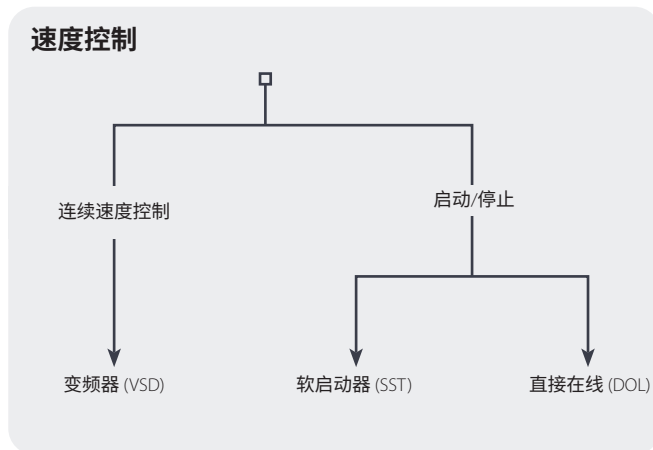 速度控制
连续速度控制
启动/停止
变频器 (VSD)
软启动器 (SST)
直接在线 (DOL)